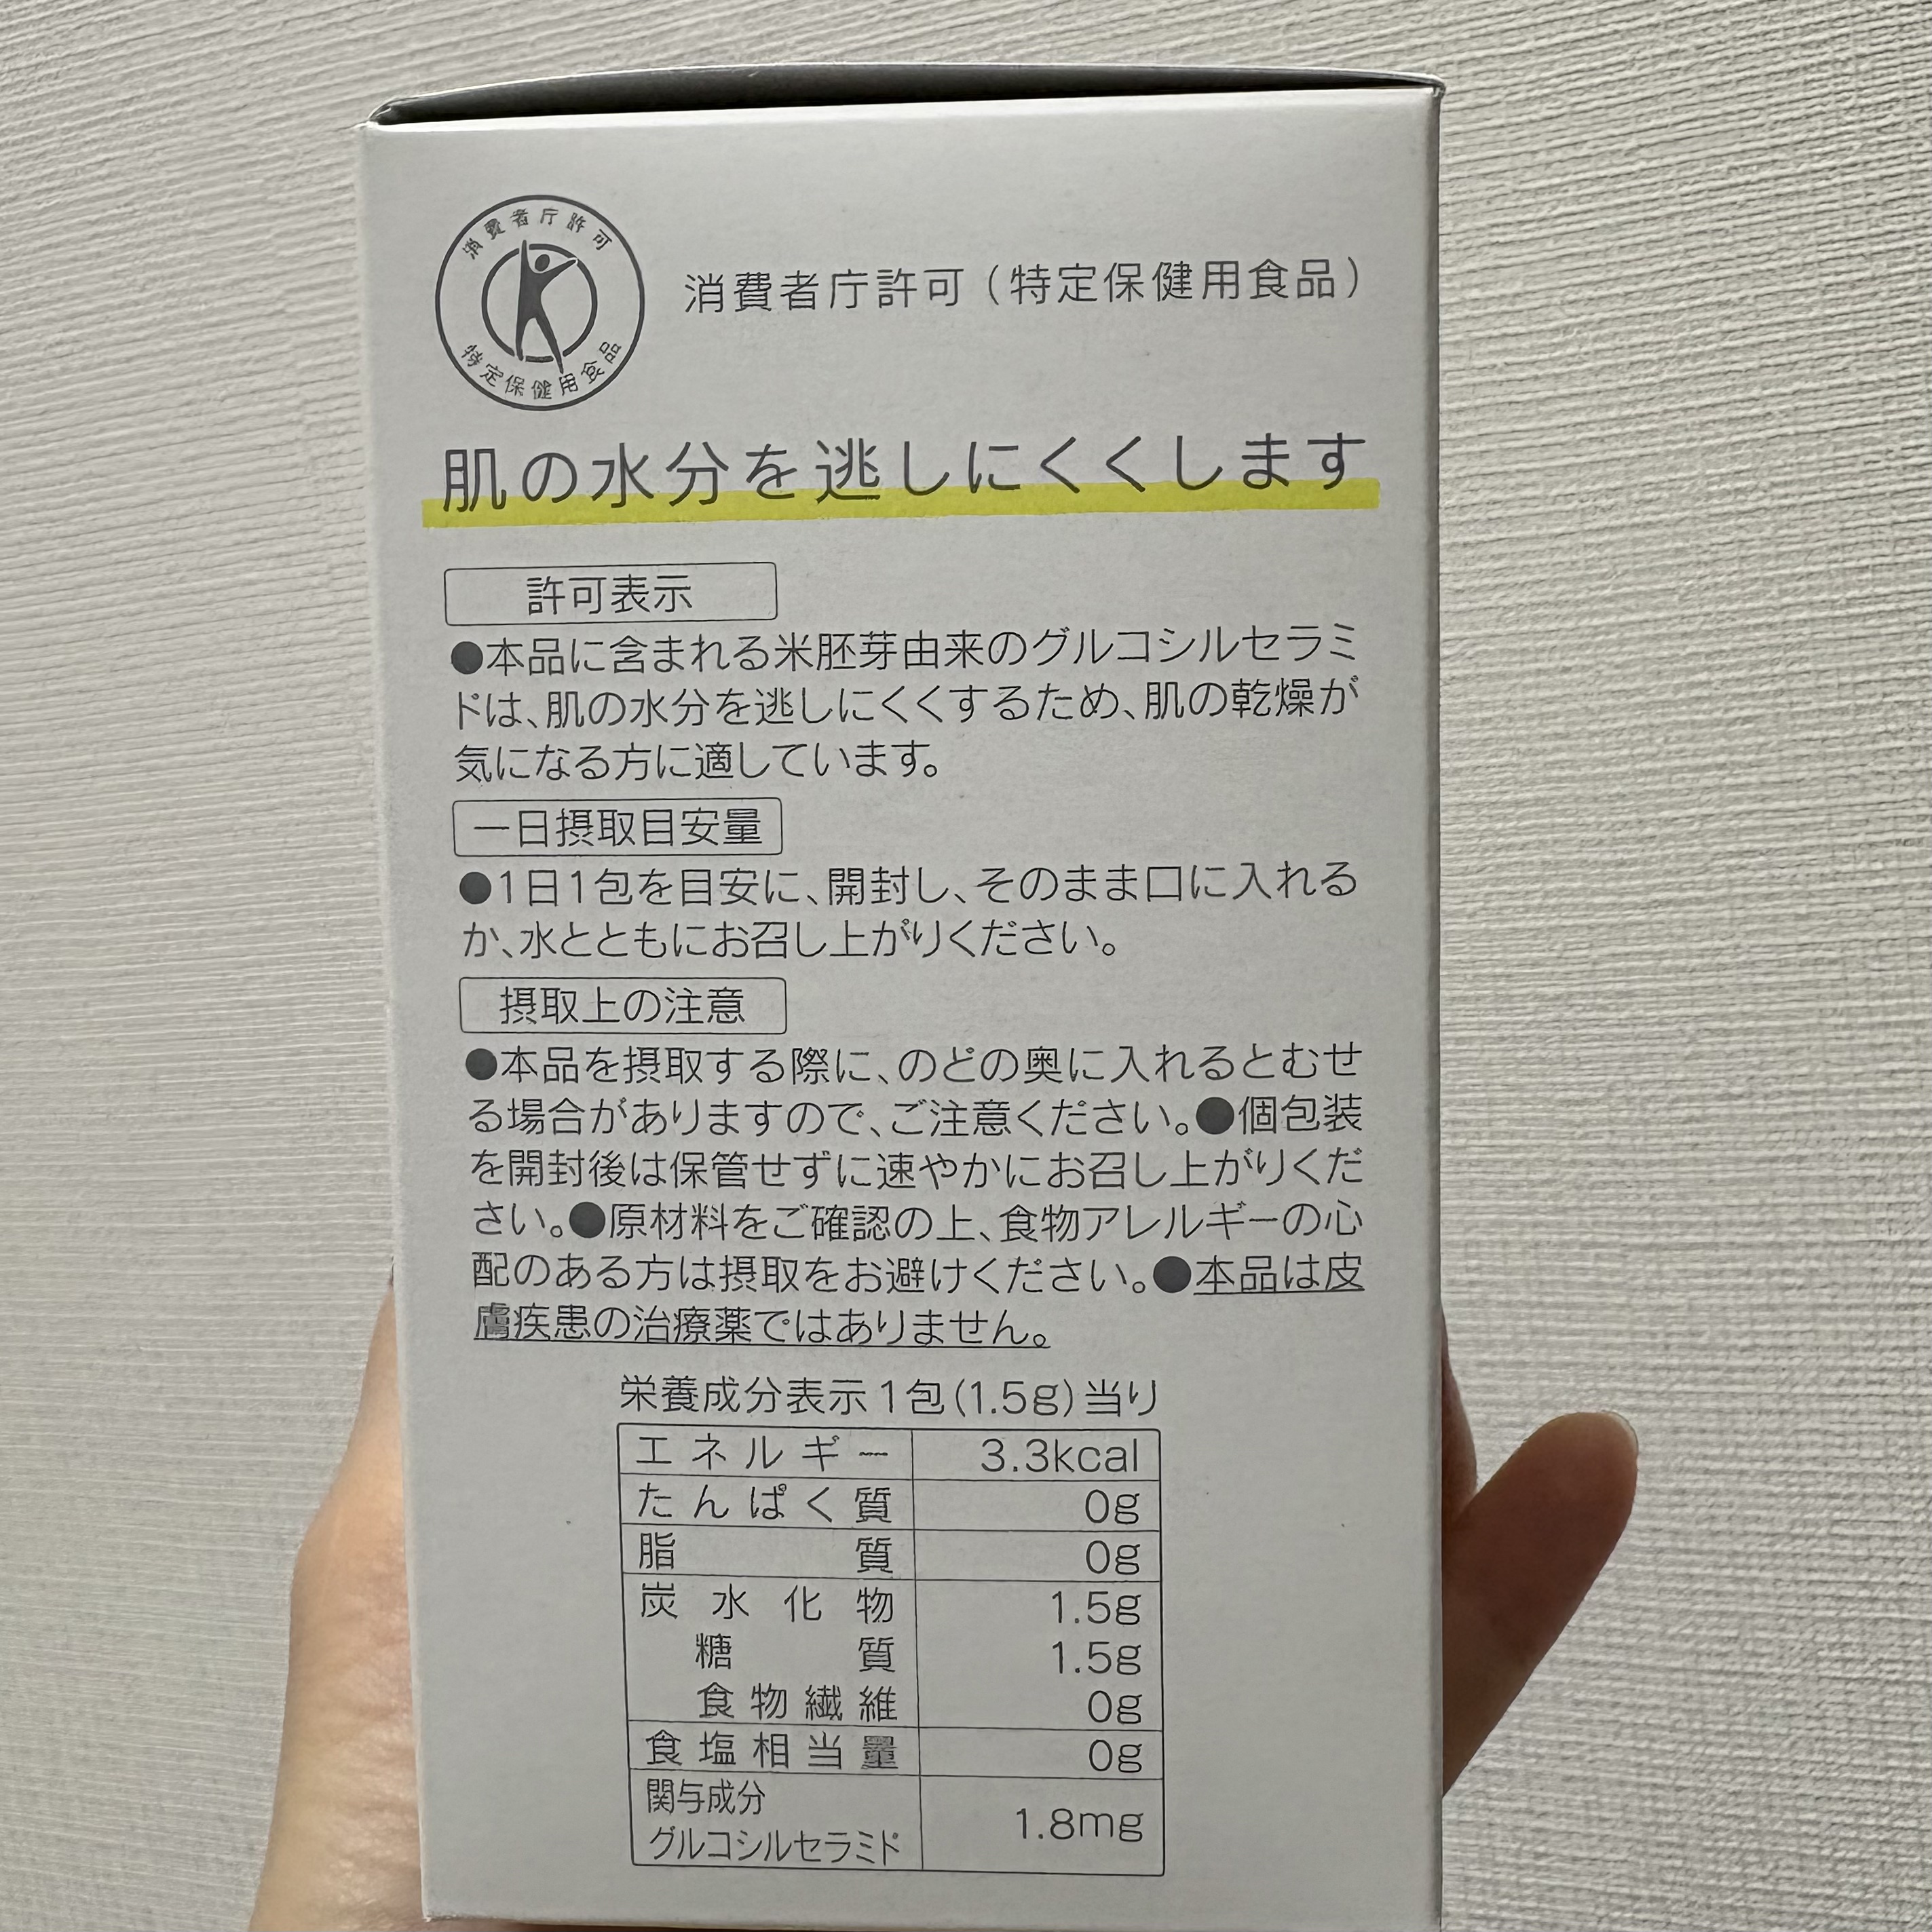 消費者庁許可
特定保健用食品
消費者庁許可（特定保健用食品）
肌の水分を逃しにくくします
許可表示
●本品に含まれる米胚芽由来のグルコシルセラミ
ドは、肌の水分を逃しにくくするため、肌の乾燥が
気になる方に適しています。
一日摂取目安量
●1日1包を目安に、開封し、そのまま口に入れる
か、水とともにお召し上がりください。
摂取上の注意
●本品を摂取する際に、のどの奥に入れるとむせ
る場合がありますので、ご注意ください。●個包装
を開封後は保管せずに速やかにお召し上がりくだ
さい。●原材料をご確認の上、食物アレルギーの心
配のある方は摂取をお避けください。●本品は皮
膚疾患の治療薬ではありません。
栄養成分表示 1包(1.5g)当り
エネルギー 3.3kcal
たんぱく質 0g
脂質 0g
炭水化物 1.5g
糖質 1.5g
食物繊維 0g
食塩相当量 0g
関与成分
グルコシルセラミド 1.8mg